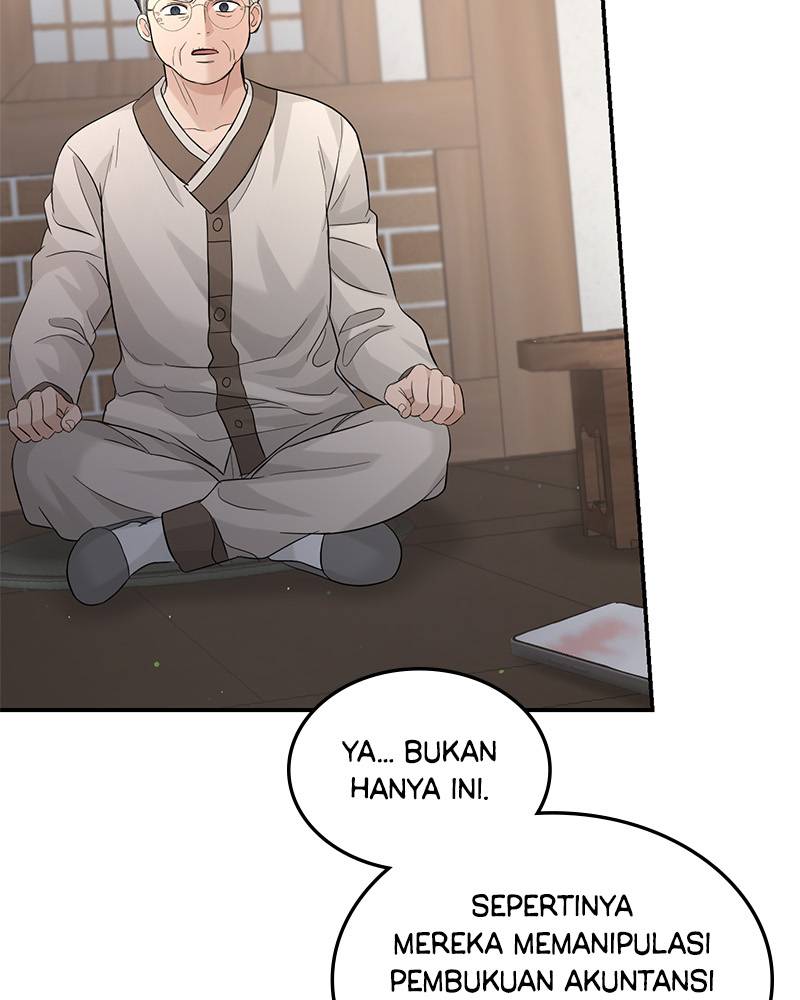 YA... BUKAN
HANYA INI.
SEPERTINYA
MEREKA MEMANIPULASI
PEMBUKUAN AKUNTANSI